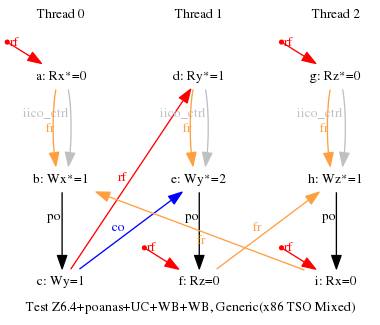 Thread 0 Thread 1 Thread 2
rf rf
a: Rx*=0 d: Ry*=1 g: Rz*=0
iico_ctrl iico_ctrl iico_ctrl
fr fr fr
rf
b: Wx*=1 e: Wy*=2 h: Wz*=1
po po po
co fr
rf fr rf
c: Wy=1 f: Rz=0 i: Rx=0
Test Z6.4+poanas+UC+WB+WB, Generic(x86 TSO Mixed)